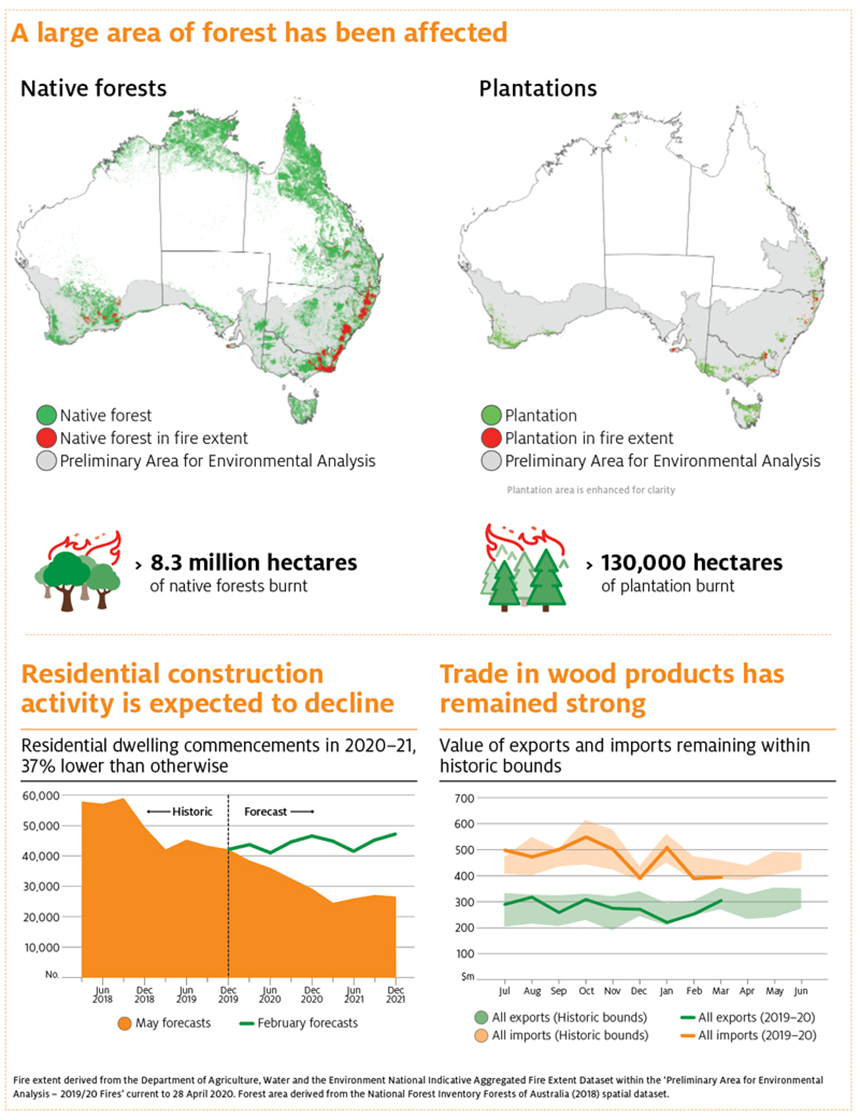 A large area of forest has been affected
Native forests
Plantations
Native forest
Native forest in fire extent
Preliminary Area for Environmental Analysis
Plantation
Plantation in fire extent
Preliminary Area for Environmental Analysis
Plantation area is enhanced for clarity
› 8.3 million hectares
of native forests burnt
› 130,000 hectares
of plantation burnt
Residential construction
activity is expected to decline
Residential dwelling commencements in 2020–21,
37% lower than otherwise
60,000
50,000
40,000
30,000
20,000
10,000
No.
Historic
Forecast
Jun
2018
Dec
2018
Jun
2019
Dec
2019
Jun
2020
Dec
2020
Jun
2021
Dec
2021
May forecasts
February forecasts
Trade in wood products has
remained strong
Value of exports and imports remaining within
historic bounds
700
600
500
400
300
200
100
$m
Jul
Aug
Sep
Oct
Nov
Dec
Jan
Feb
Mar
Apr
May
Jun
All exports (Historic bounds)
All exports (2019–20)
All imports (Historic bounds)
All imports (2019–20)
Fire extent derived from the Department of Agriculture, Water and the Environment National Indicative Aggregated Fire Extent Dataset within the ‘Preliminary Area for Environmental
Analysis – 2019/20 Fires’ current to 28 April 2020. Forest area derived from the National Forest Inventory Forests of Australia (2018) spatial dataset.